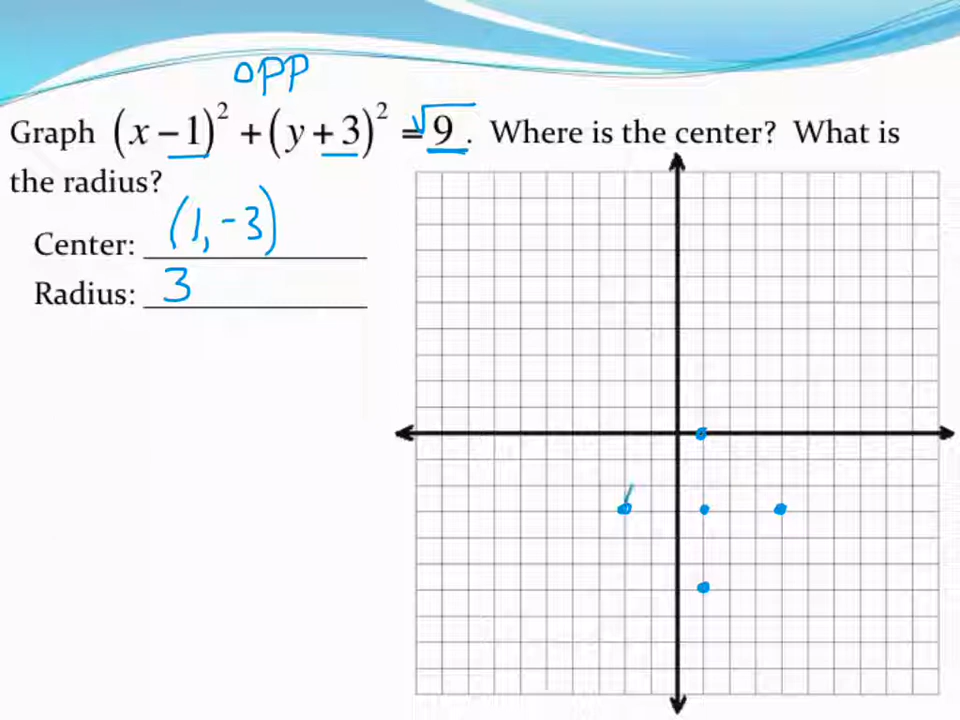 OPP
Graph (x − 1)² + (y + 3)² = √9 . Where is the center? What is
the radius?
Center: (1, -3)
Radius: 3